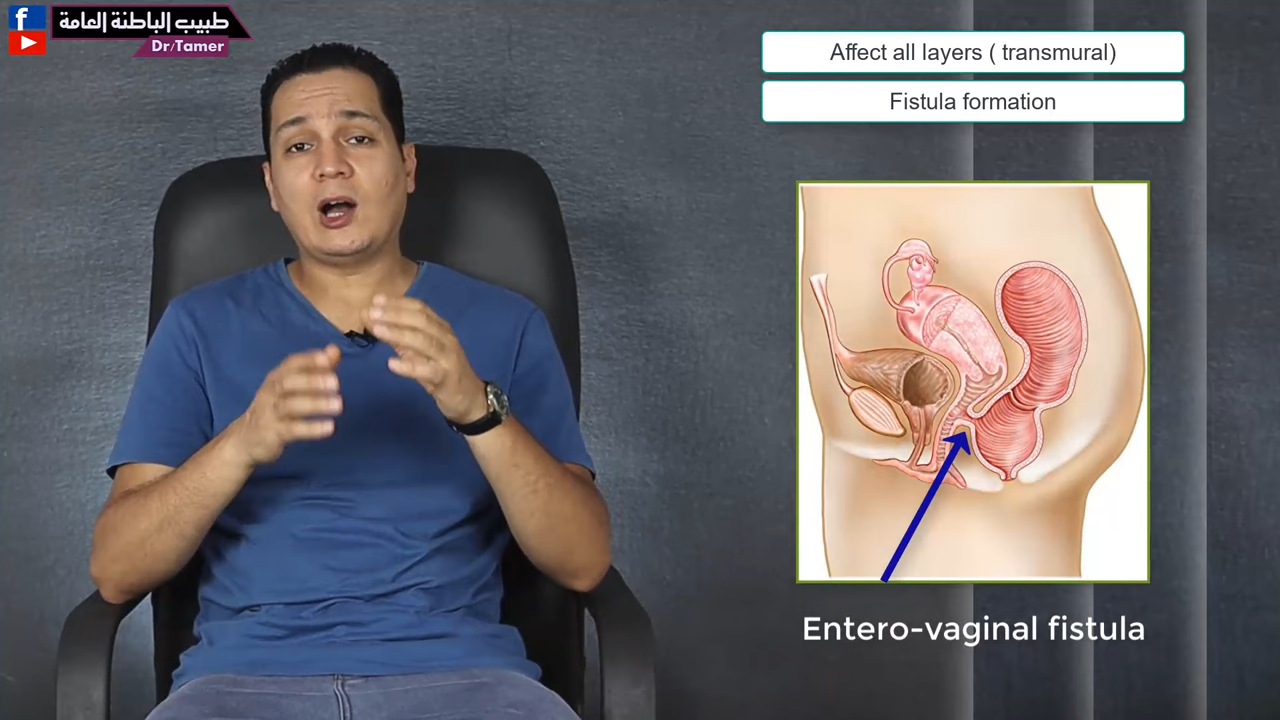 f
طبيب الباطنة العامة
Dr/Tamer
Affect all layers ( transmural)
Fistula formation
Entero-vaginal fistula